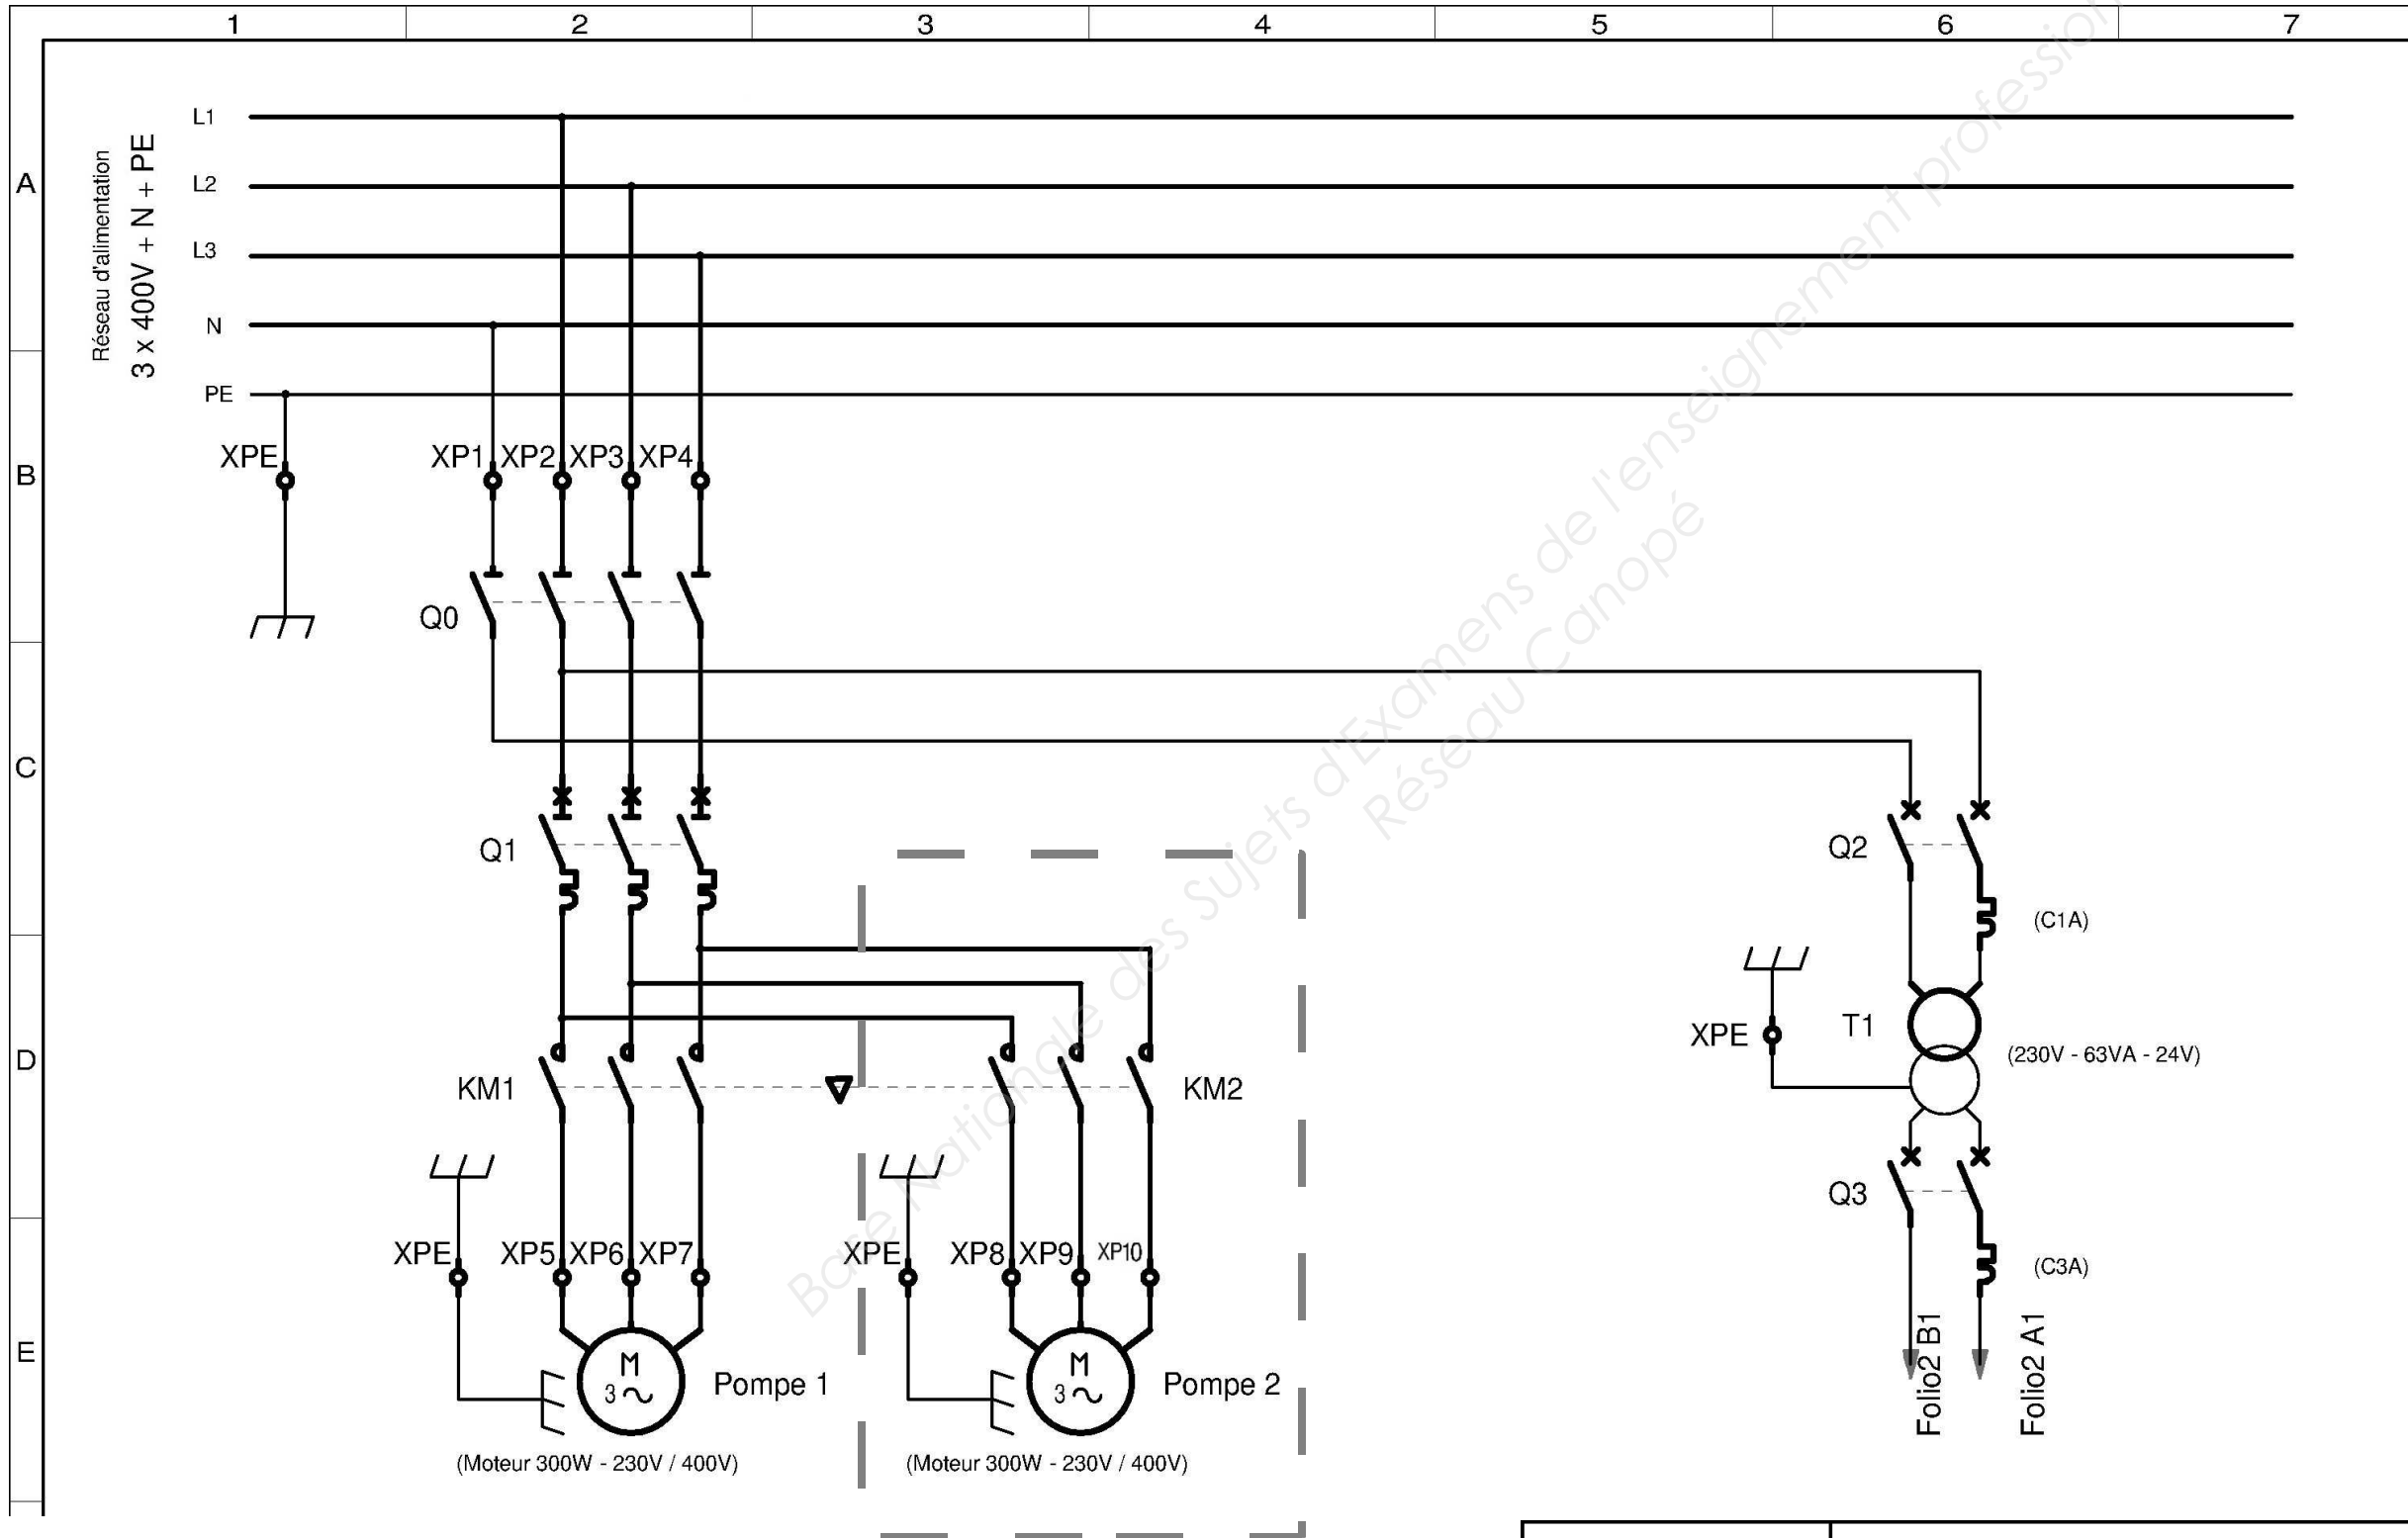 1 2 3 4 5 6 7
A
B
C
D
E
Réseau d'alimentation
3 x 400V + N + PE
L1
L2
L3
N
PE
XPE XP1 XP2 XP3 XP4
Q0
Q1
Q2
(C1A)
XPE
T1
(230V - 63VA - 24V)
KM1
KM2
Q3
(C3A)
XPE XP5 XP6 XP7
XPE XP8 XP9 XP10
M
3 ~
Pompe 1
M
3 ~
Pompe 2
(Moteur 300W - 230V / 400V)
(Moteur 300W - 230V / 400V)
Folio2 B1
Folio2 A1
Base Nationale des Sujets d'Examens de l'enseignement profession
Réseau Canopé